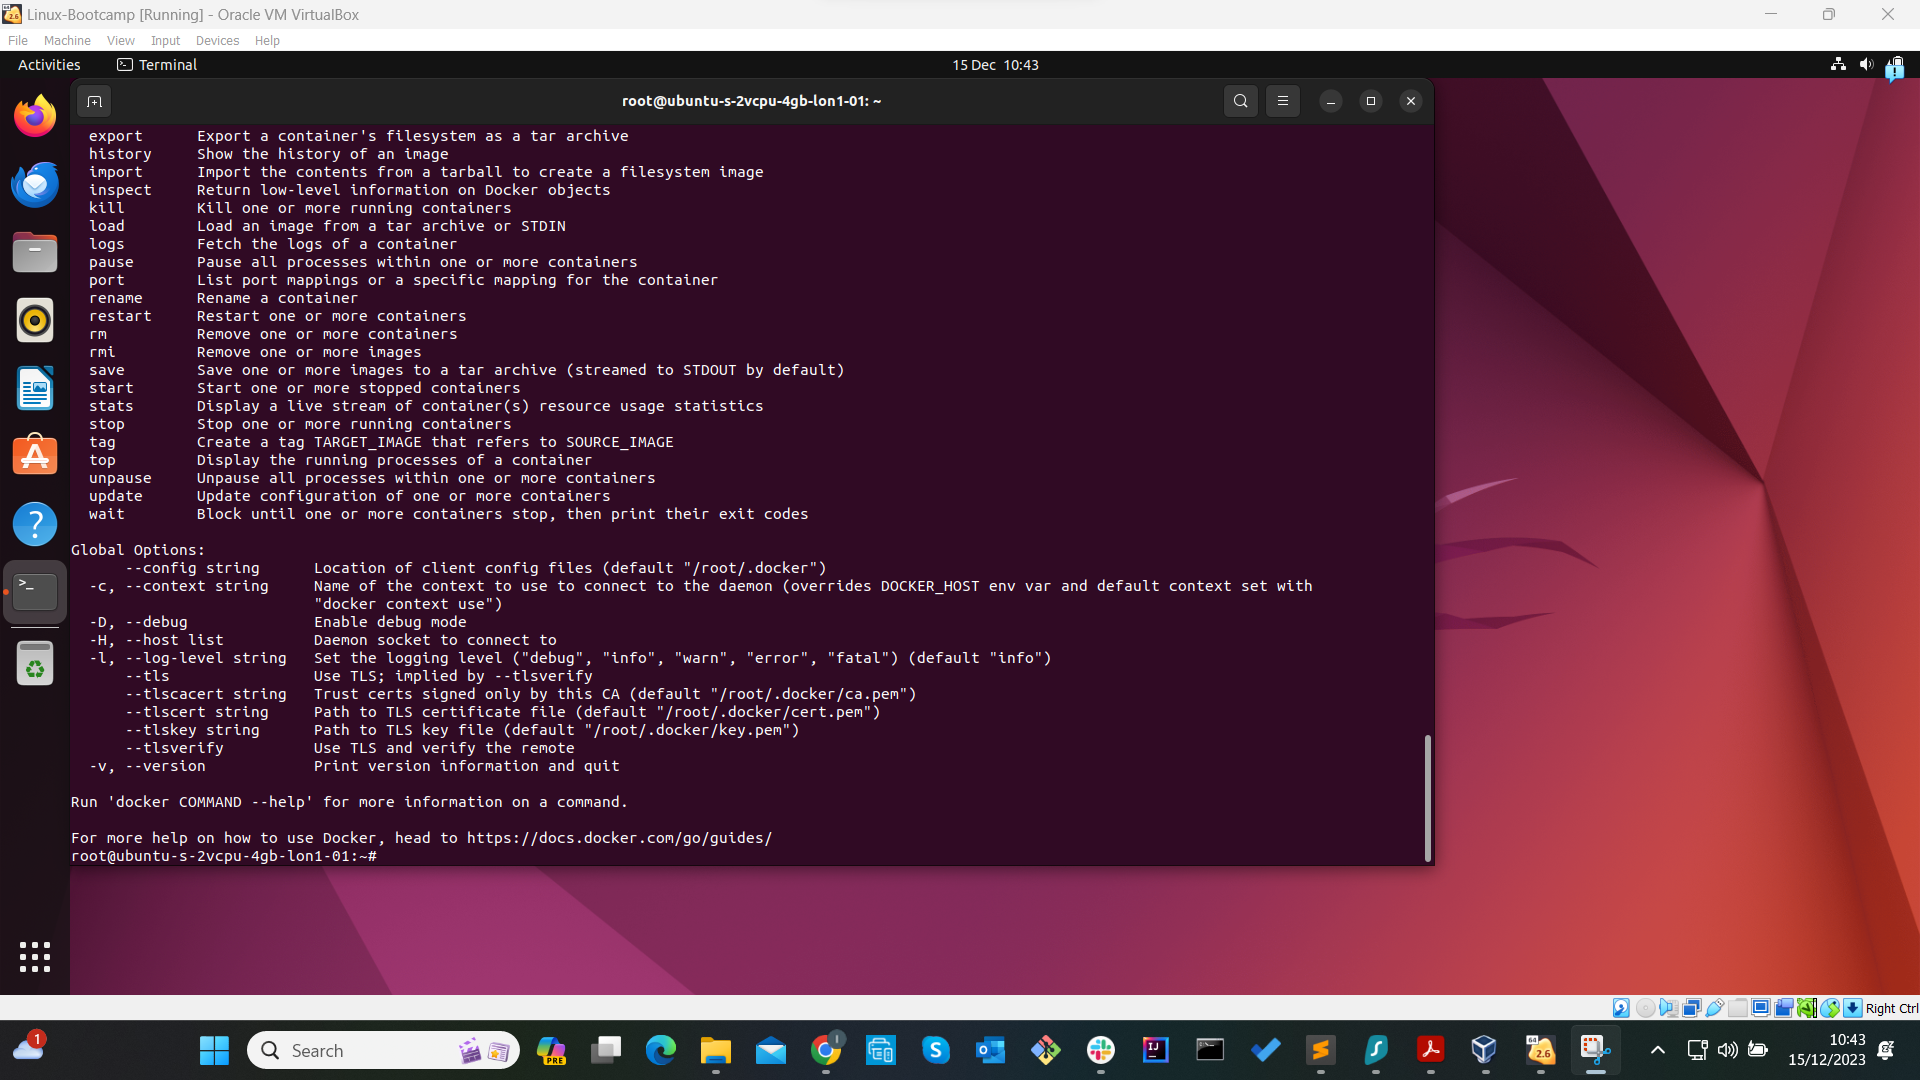 Linux-Bootcamp [Running] - Oracle VM VirtualBox
File Machine View Input Devices Help
Activities Terminal 15 Dec 10:43
root@ubuntu-s-2vcpu-4gb-lon1-01: ~
export Export a container's filesystem as a tar archive
history Show the history of an image
import Import the contents from a tarball to create a filesystem image
inspect Return low-level information on Docker objects
kill Kill one or more running containers
load Load an image from a tar archive or STDIN
logs Fetch the logs of a container
pause Pause all processes within one or more containers
port List port mappings or a specific mapping for the container
rename Rename a container
restart Restart one or more containers
rm Remove one or more containers
rmi Remove one or more images
save Save one or more images to a tar archive (streamed to STDOUT by default)
start Start one or more stopped containers
stats Display a live stream of container(s) resource usage statistics
stop Stop one or more running containers
tag Create a tag TARGET_IMAGE that refers to SOURCE_IMAGE
top Display the running processes of a container
unpause Unpause all processes within one or more containers
update Update configuration of one or more containers
wait Block until one or more containers stop, then print their exit codes
Global Options:
--config string Location of client config files (default "/root/.docker")
-c, --context string Name of the context to use to connect to the daemon (overrides DOCKER_HOST env var and default context set with
"docker context use")
-D, --debug Enable debug mode
-H, --host list Daemon socket to connect to
-l, --log-level string Set the logging level ("debug", "info", "warn", "error", "fatal") (default "info")
--tls Use TLS; implied by --tlsverify
--tlscacert string Trust certs signed only by this CA (default "/root/.docker/ca.pem")
--tlscert string Path to TLS certificate file (default "/root/.docker/cert.pem")
--tlskey string Path to TLS key file (default "/root/.docker/key.pem")
--tlsverify Use TLS and verify the remote
-v, --version Print version information and quit
Run 'docker COMMAND --help' for more information on a command.
For more help on how to use Docker, head to https://docs.docker.com/go/guides/
root@ubuntu-s-2vcpu-4gb-lon1-01:~#
Right Ctrl
1
Search
PRE
10:43
15/12/2023